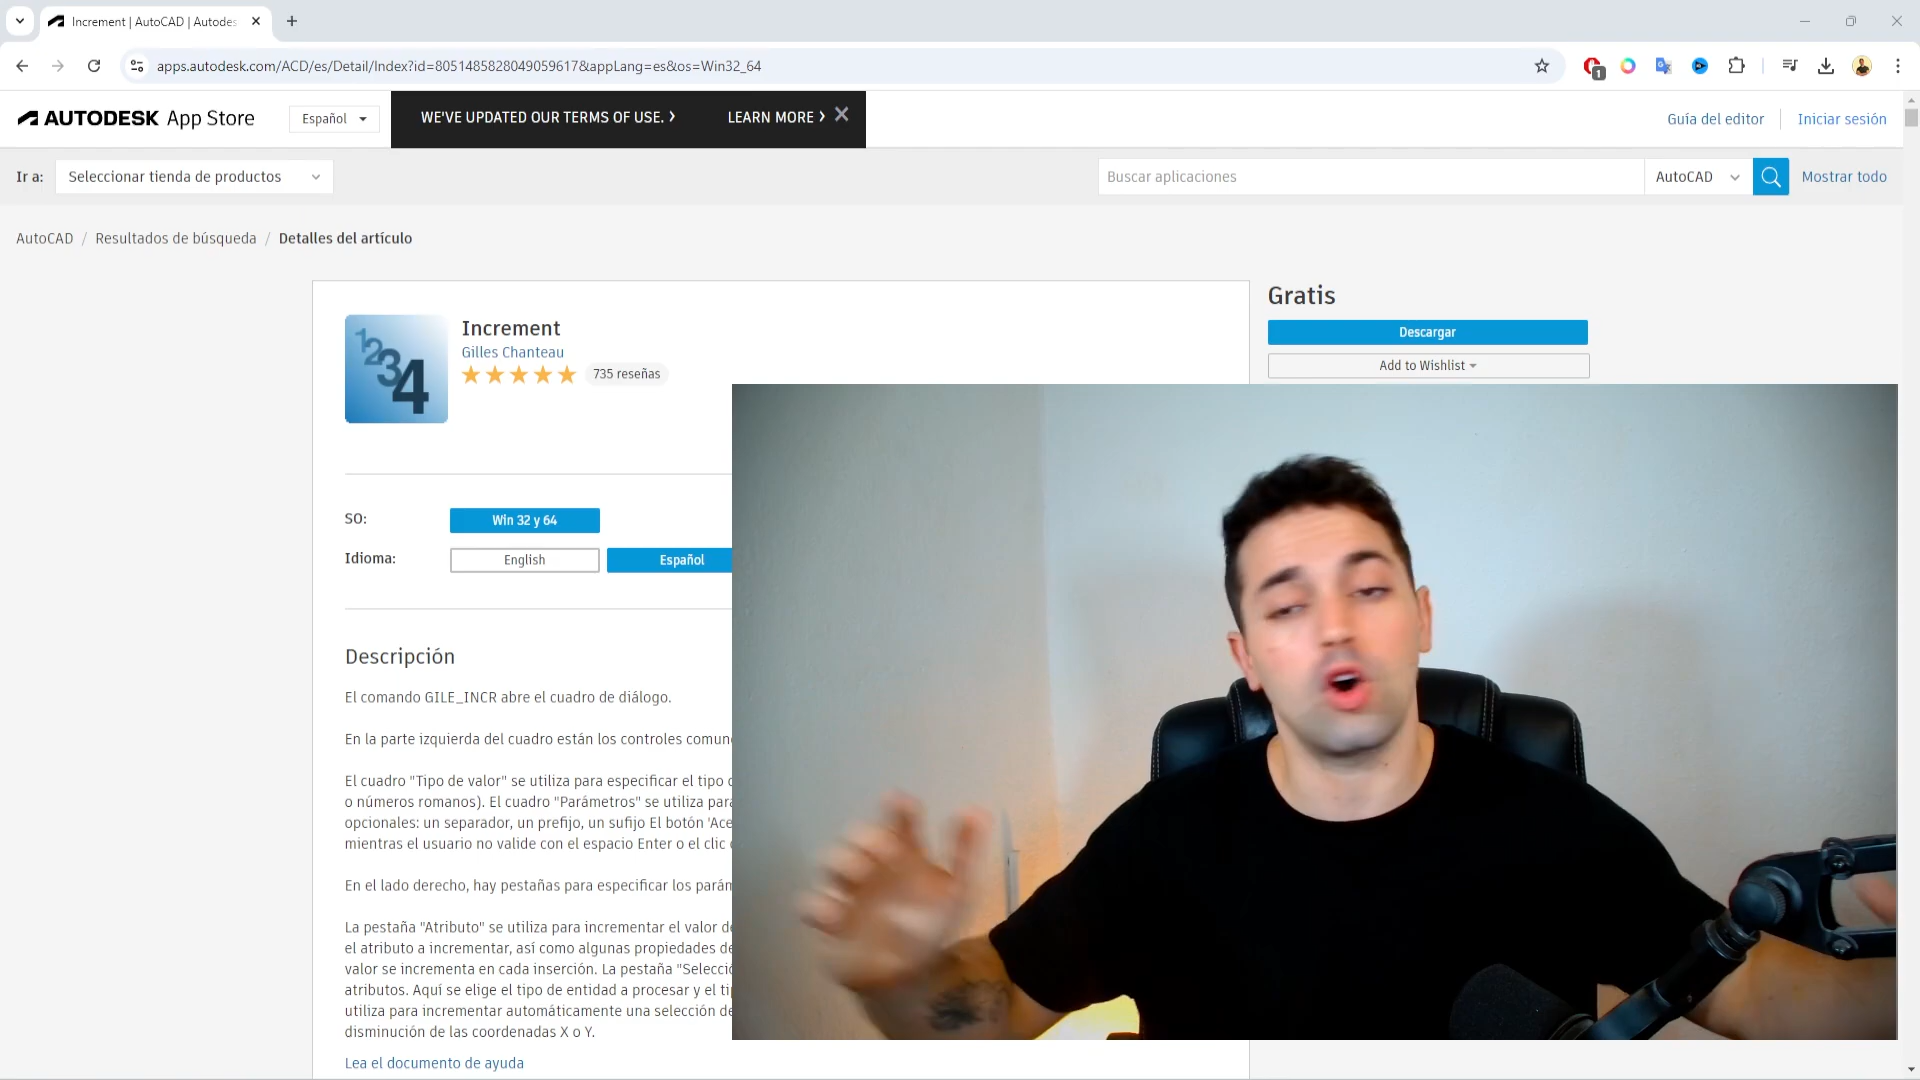 Increment | AutoCAD | Autodes
apps.autodesk.com/ACD/es/Detail/Index?id=8051485828049059617&appLang=es&os=Win32_64
1
AUTODESK App Store
Español
WE'VE UPDATED OUR TERMS OF USE. >
LEARN MORE >
Guía del editor
Iniciar sesión
Ir a:
Seleccionar tienda de productos
Buscar aplicaciones
AutoCAD
Mostrar todo
AutoCAD / Resultados de búsqueda / Detalles del artículo
1234
Increment
Gilles Chanteau
735 reseñas
Gratis
Descargar
Add to Wishlist
SO:
Win 32 y 64
Idioma:
English
Español
Descripción
El comando GILE_INCR abre el cuadro de diálogo.
En la parte izquierda del cuadro están los controles comun
El cuadro "Tipo de valor" se utiliza para especificar el tipo
o números romanos). El cuadro "Parámetros" se utiliza para
opcionales: un separador, un prefijo, un sufijo El botón 'Ace
mientras el usuario no valide con el espacio Enter o el clic
En el lado derecho, hay pestañas para especificar los parám
La pestaña "Atributo" se utiliza para incrementar el valor de
el atributo a incrementar, así como algunas propiedades de
valor se incrementa en cada inserción. La pestaña "Selecció
atributos. Aquí se elige el tipo de entidad a procesar y el ti
utiliza para incrementar automáticamente una selección de
disminución de las coordenadas X o Y.
Lea el documento de ayuda